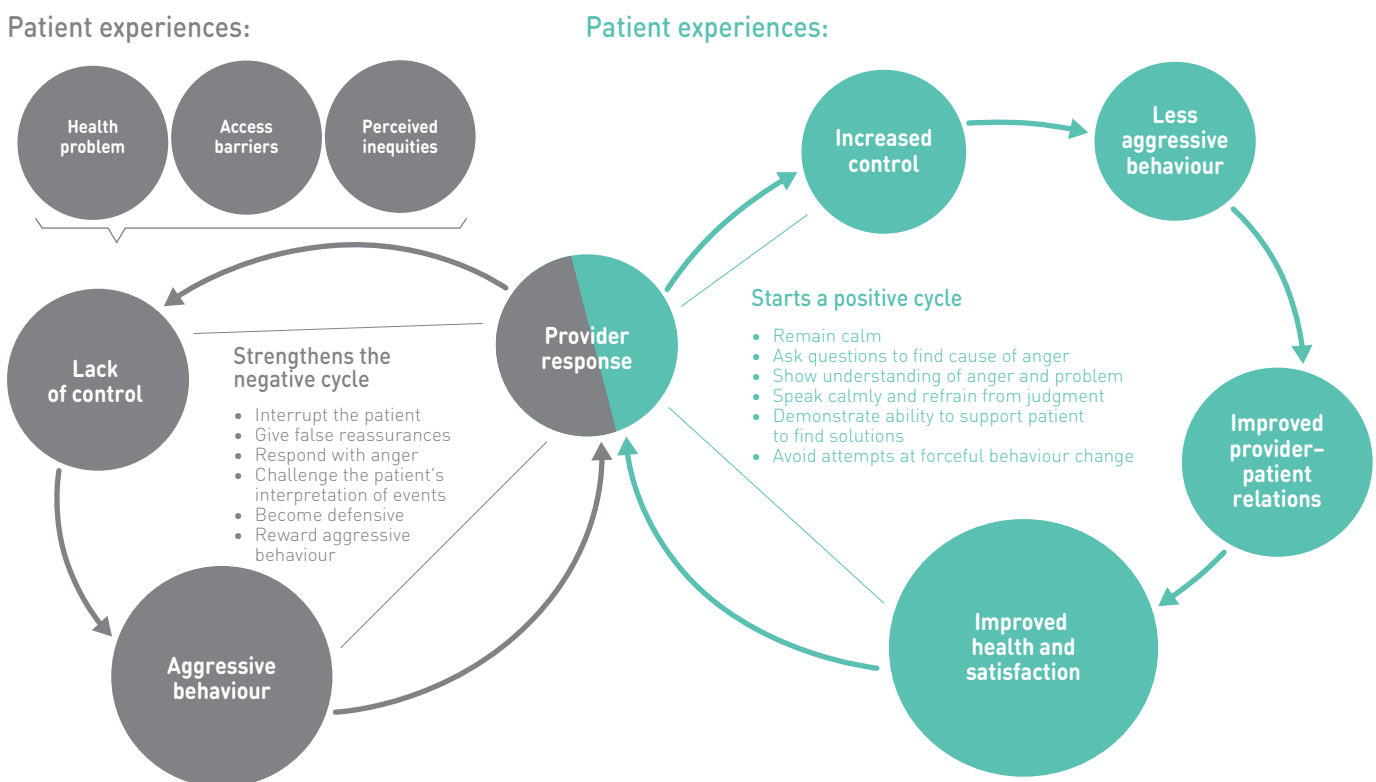 Patient experiences:
Health
problem
Access
barriers
Perceived
inequities
Lack
of control
Strengthens the
negative cycle
• Interrupt the patient
• Give false reassurances
• Respond with anger
• Challenge the patient's
interpretation of events
• Become defensive
• Reward aggressive
behaviour
Aggressive
behaviour
Provider
response
Patient experiences:
Increased
control
Less
aggressive
behaviour
Starts a positive cycle
• Remain calm
• Ask questions to find cause of anger
• Show understanding of anger and problem
• Speak calmly and refrain from judgment
• Demonstrate ability to support patient
to find solutions
• Avoid attempts at forceful behaviour change
Improved
provider–
patient
relations
Improved
health and
satisfaction